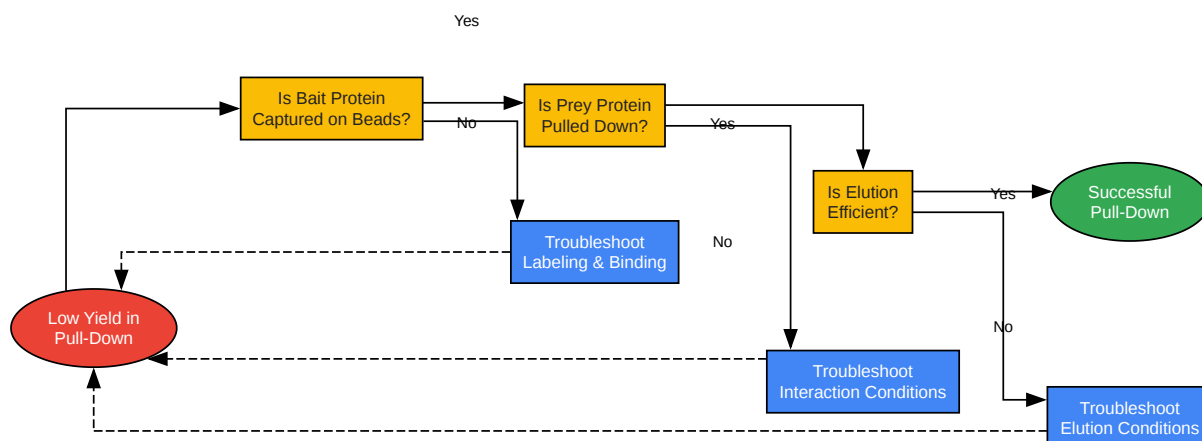 Yes
Is Bait Protein
Captured on Beads?
No
Is Prey Protein
Pulled Down?
Yes
Is Elution
Efficient?
Yes
Successful
Pull-Down
Troubleshoot
Labeling & Binding
No
Low Yield in
Pull-Down
No
Troubleshoot
Interaction Conditions
Troubleshoot
Elution Conditions